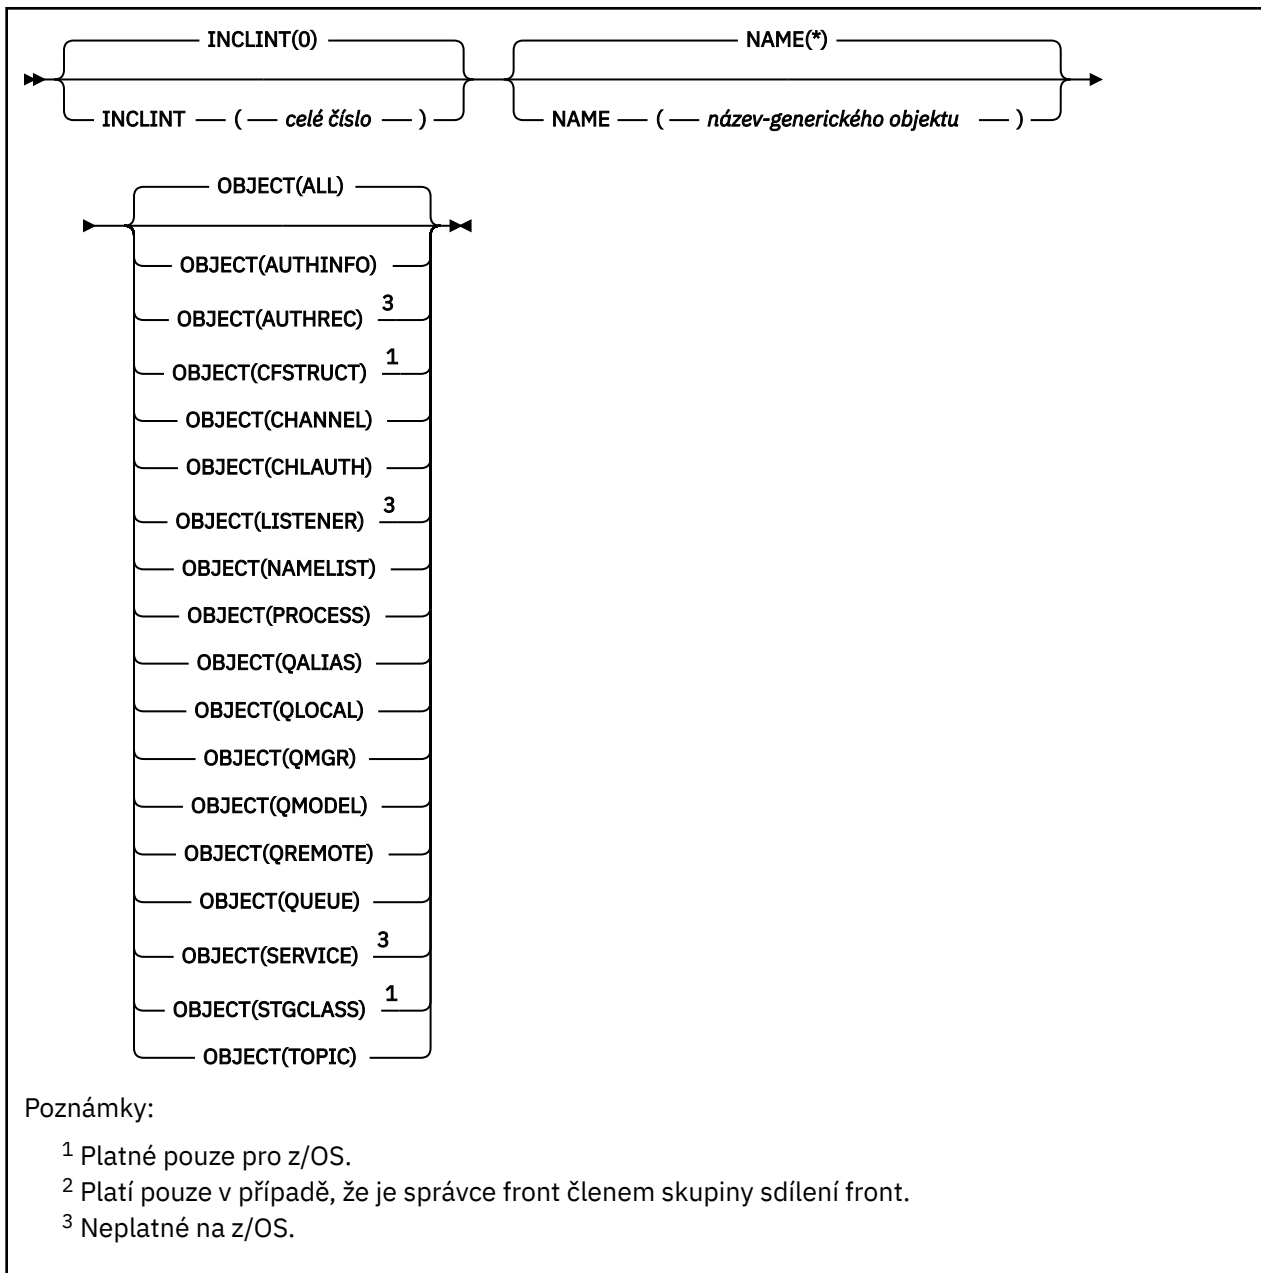 INCLINT(0) NAME(*)
INCLINT ( celé číslo ) NAME ( název-generického objektu )
OBJECT(ALL)
OBJECT(AUTHINFO)
OBJECT(AUTHREC) 3
OBJECT(CFSTRUCT) 1
OBJECT(CHANNEL)
OBJECT(CHLAUTH)
OBJECT(LISTENER) 3
OBJECT(NAMELIST)
OBJECT(PROCESS)
OBJECT(QALIAS)
OBJECT(QLOCAL)
OBJECT(QMGR)
OBJECT(QMODEL)
OBJECT(QREMOTE)
OBJECT(QUEUE)
OBJECT(SERVICE) 3
OBJECT(STGCLASS) 1
OBJECT(TOPIC)
Poznámky:
1 Platné pouze pro z/OS.
2 Platí pouze v případě, že je správce front členem skupiny sdílení front.
3 Neplatné na z/OS.